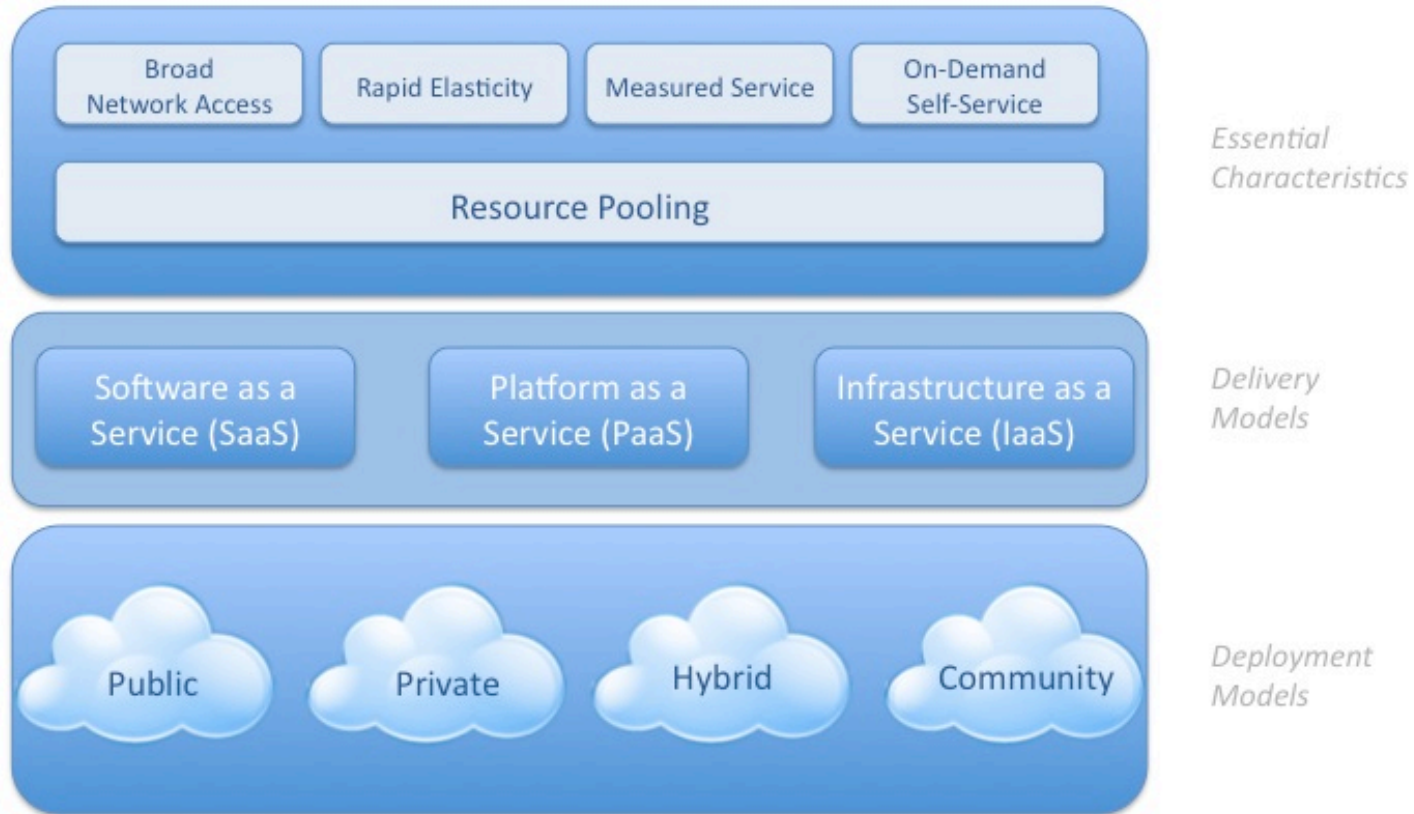 Broad
Network Access
Rapid Elasticity
Measured Service
On-Demand
Self-Service
Resource Pooling
Essential
Characteristics
Software as a
Service (SaaS)
Platform as a
Service (PaaS)
Infrastructure as a
Service (IaaS)
Delivery
Models
Public
Private
Hybrid
Community
Deployment
Models